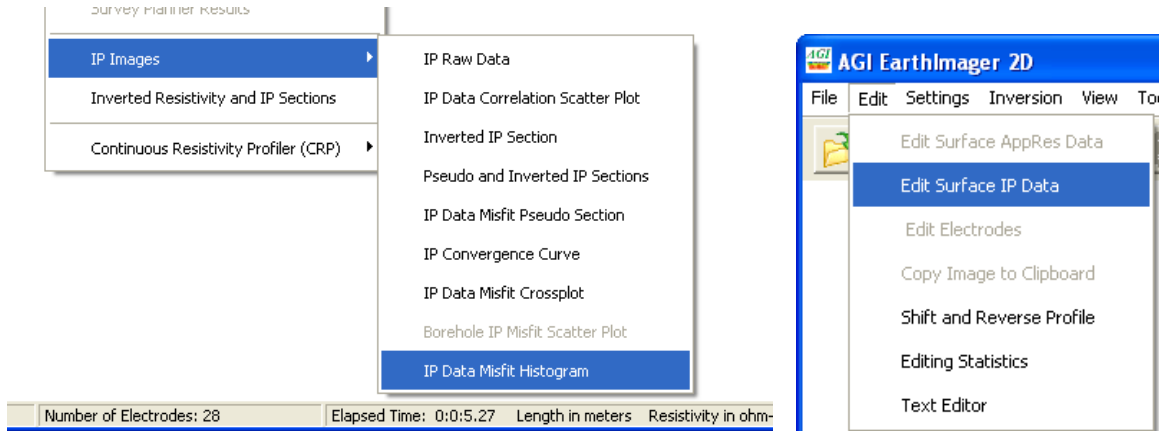 Survey Planner Results
IP Images
Inverted Resistivity and IP Sections
Continuous Resistivity Profiler (CRP)
IP Raw Data
IP Data Correlation Scatter Plot
Inverted IP Section
Pseudo and Inverted IP Sections
IP Data Misfit Pseudo Section
IP Convergence Curve
IP Data Misfit Crossplot
Borehole IP Misfit Scatter Plot
IP Data Misfit Histogram
Number of Electrodes: 28 Elapsed Time: 0:0:5.27 Length in meters Resistivity in ohm-
AGI AGI EarthImager 2D
File Edit Settings Inversion View To
Edit Surface AppRes Data
Edit Surface IP Data
Edit Electrodes
Copy Image to Clipboard
Shift and Reverse Profile
Editing Statistics
Text Editor